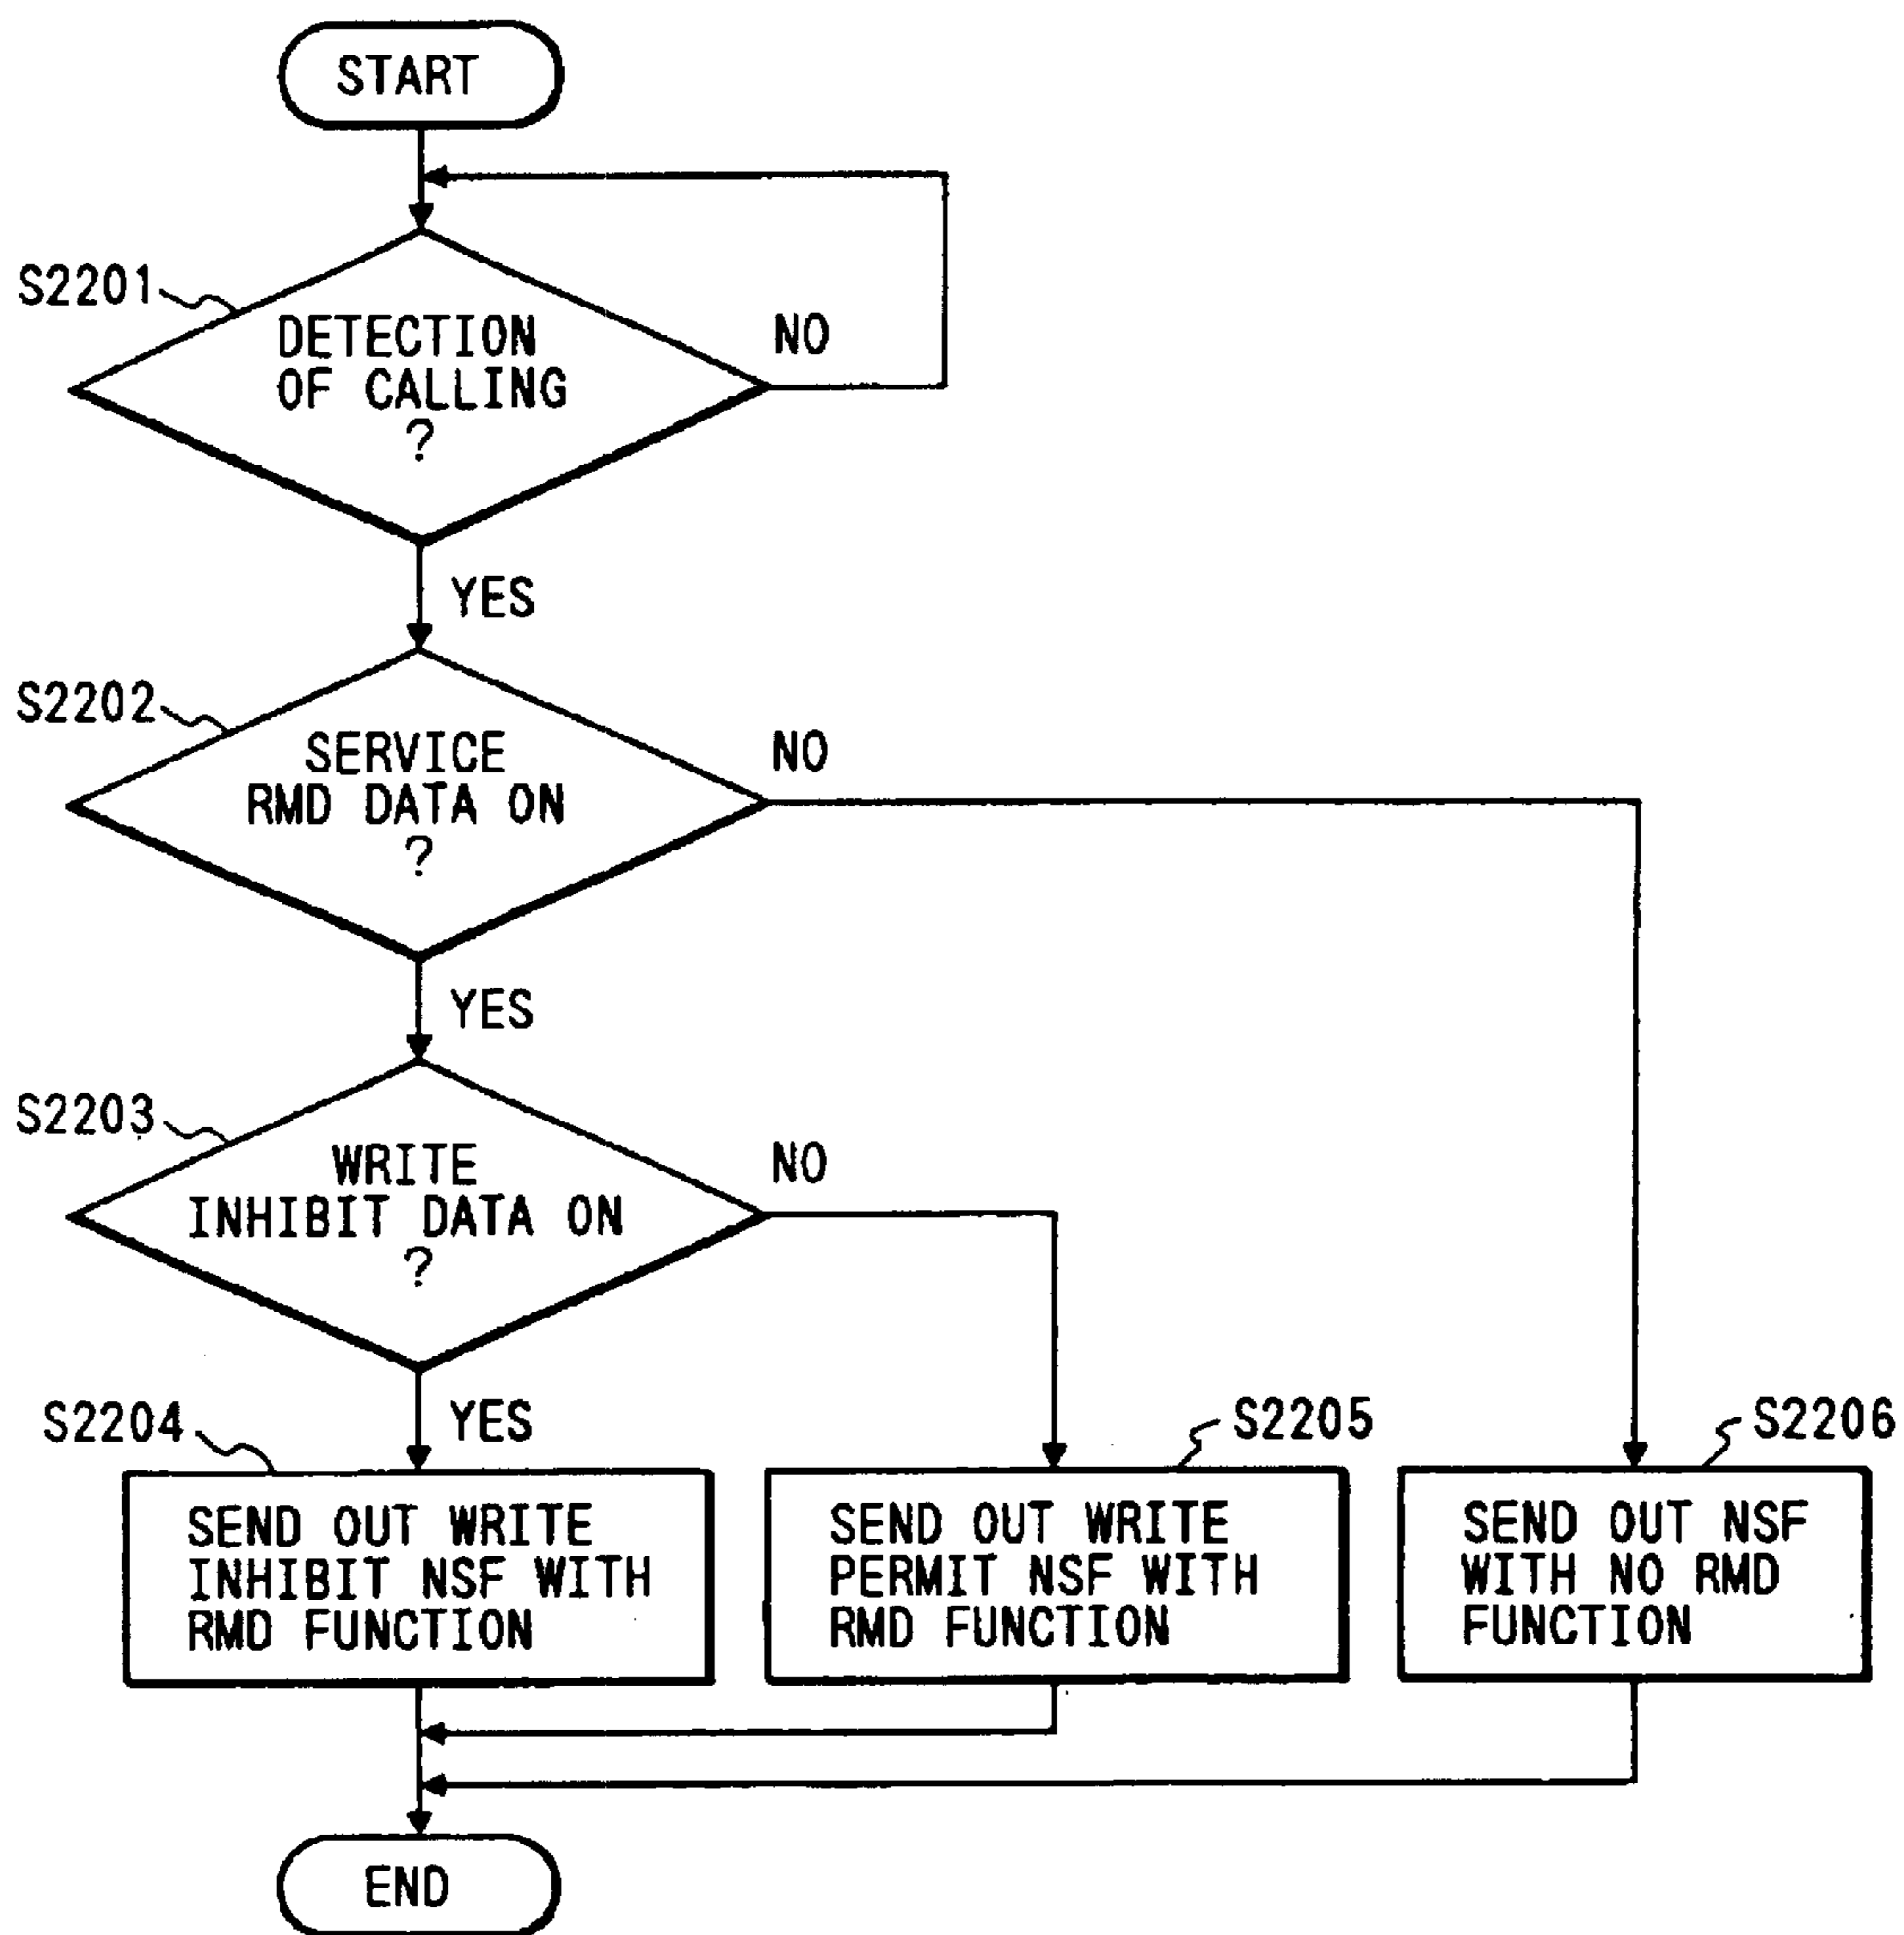 START
S2201
DETECTION
OF CALLING
?
NO
YES
S2202
SERVICE
RMD DATA ON
?
NO
YES
S2203
WRITE
INHIBIT DATA ON
?
NO
YES
S2204
SEND OUT WRITE
INHIBIT NSF WITH
RMD FUNCTION
S2205
SEND OUT WRITE
PERMIT NSF WITH
RMD FUNCTION
S2206
SEND OUT NSF
WITH NO RMD
FUNCTION
END